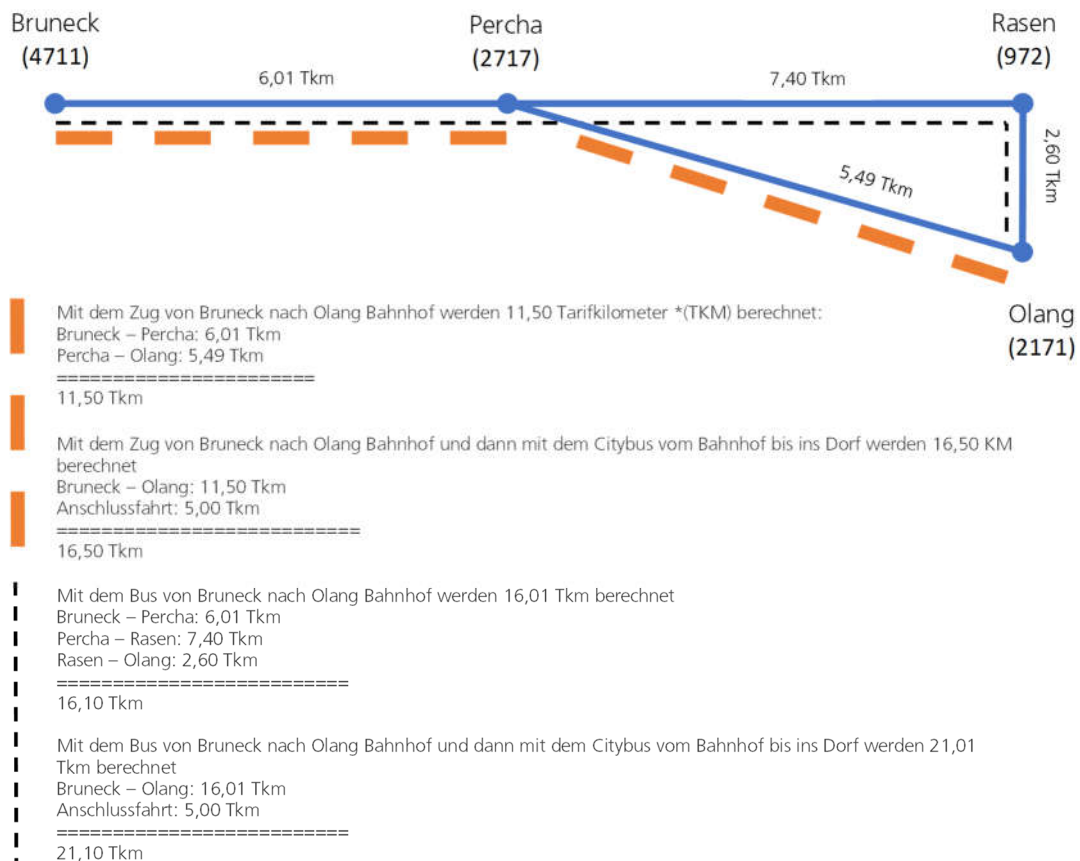 Bruneck
(4711)
Percha
(2717)
Rasen
(972)
6,01 Tkm
7,40 Tkm
2,60 Tkm
5,49 Tkm
Olang
(2171)
Mit dem Zug von Bruneck nach Olang Bahnhof werden 11,50 Tarifkilometer *(TKM) berechnet:
Bruneck – Percha: 6,01 Tkm
Percha – Olang: 5,49 Tkm
=======================
11,50 Tkm
Mit dem Zug von Bruneck nach Olang Bahnhof und dann mit dem Citybus vom Bahnhof bis ins Dorf werden 16,50 KM
berechnet
Bruneck – Olang: 11,50 Tkm
Anschlussfahrt: 5,00 Tkm
===========================
16,50 Tkm
Mit dem Bus von Bruneck nach Olang Bahnhof werden 16,01 Tkm berechnet
Bruneck – Percha: 6,01 Tkm
Percha – Rasen: 7,40 Tkm
Rasen – Olang: 2,60 Tkm
==========================
16,10 Tkm
Mit dem Bus von Bruneck nach Olang Bahnhof und dann mit dem Citybus vom Bahnhof bis ins Dorf werden 21,01
Tkm berechnet
Bruneck – Olang: 16,01 Tkm
Anschlussfahrt: 5,00 Tkm
==========================
21,10 Tkm